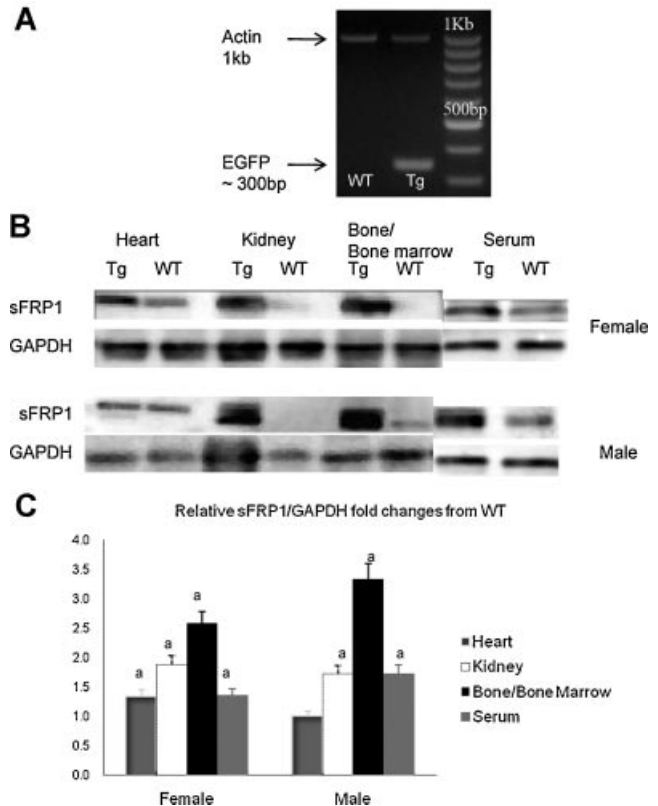 A
Actin
1kb
1Kb
500bp
EGFP
~ 300bp
WT
Tg
B
Heart
Kidney
Bone/
Bone marrow
Serum
Tg
WT
Tg
WT
Tg
WT
Tg
WT
sFRP1
GAPDH
Female
sFRP1
GAPDH
Male
C
Relative sFRP1/GAPDH fold changes from WT
4.0
3.5
3.0
2.5
2.0
1.5
1.0
0.5
0.0
a
a
a
a
a
a
a
Female
Male
Heart
Kidney
Bone/Bone Marrow
Serum